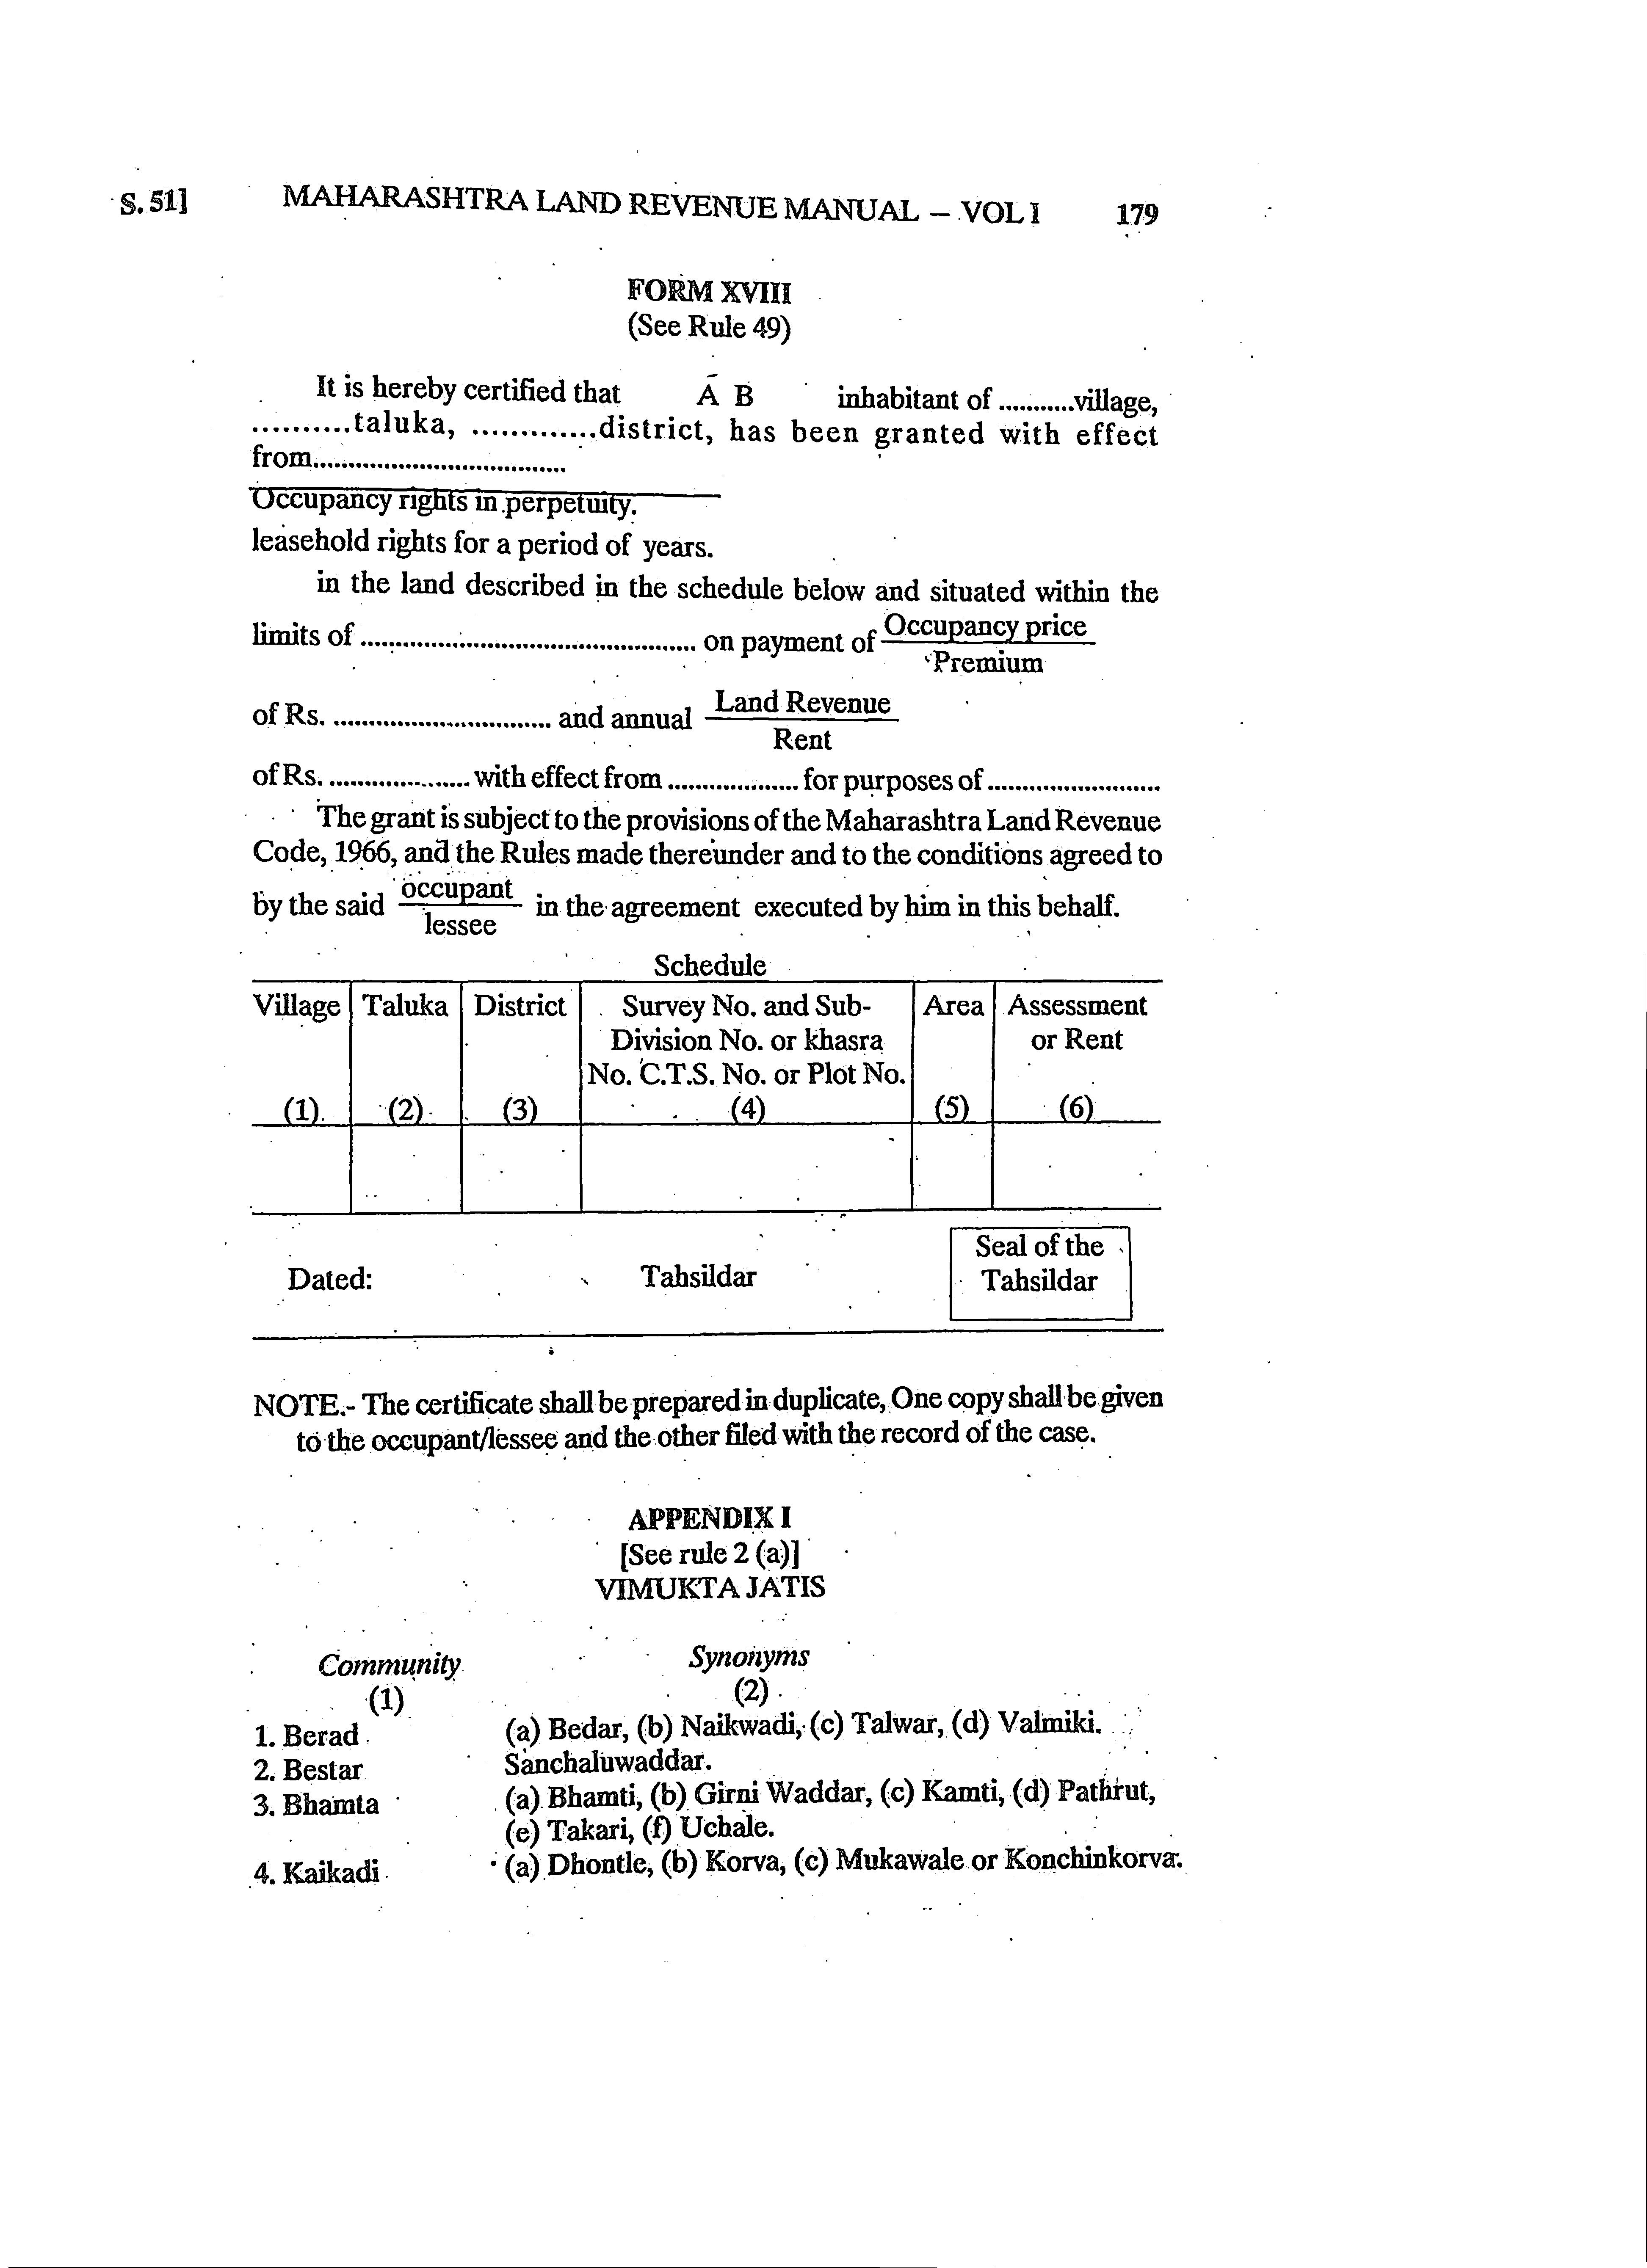 S. 51] MAHARASHTRA LAND REVENUE MANUAL – VOL I 179
FORM XVIII
(See Rule 49)
It is hereby certified that A B inhabitant of ...........village,
..........taluka, .............district, has been granted with effect
from....................................
Occupancy rights in perpetuity.
leasehold rights for a period of years.
in the land described in the schedule below and situated within the
limits of ................................................ on payment of Occupancy price
Premium
of Rs. ............................... and annual Land Revenue
Rent
of Rs. .................... with effect from ................... for purposes of .........................
The grant is subject to the provisions of the Maharashtra Land Revenue
Code, 1966, and the Rules made thereunder and to the conditions agreed to
by the said occupant in the agreement executed by him in this behalf.
lessee
Schedule
Village Taluka District Survey No. and Sub- Area Assessment
Division No. or khasra or Rent
No. C.T.S. No. or Plot No.
(1) (2) (3) (4) (5) (6)
Seal of the
Dated: Tahsildar Tahsildar
NOTE.- The certificate shall be prepared in duplicate, One copy shall be given
to the occupant/lessee and the other filed with the record of the case.
APPENDIX I
[See rule 2 (a)]
VIMUKTA JATIS
Community Synonyms
(1) (2)
1. Berad (a) Bedar, (b) Naikwadi, (c) Talwar, (d) Valmiki.
2. Bestar Sanchaluwaddar.
3. Bhamta (a) Bhamti, (b) Girni Waddar, (c) Kamti, (d) Pathrut,
(e) Takari, (f) Uchale.
4. Kaikadi (a) Dhontle, (b) Korva, (c) Mukawale or Konchinkorva.